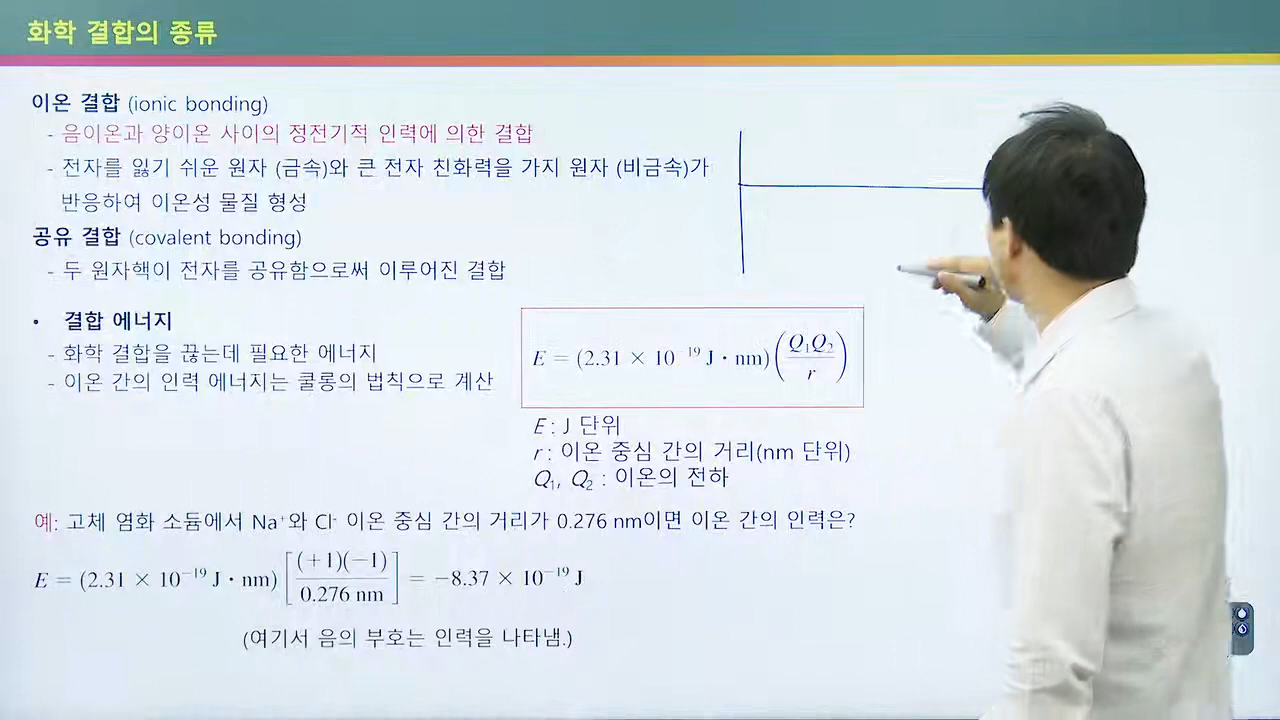 화학 결합의 종류
이온 결합 (ionic bonding)
- 음이온과 양이온 사이의 정전기적 인력에 의한 결합
- 전자를 잃기 쉬운 원자 (금속)와 큰 전자 친화력을 가지 원자 (비금속)가
반응하여 이온성 물질 형성
공유 결합 (covalent bonding)
- 두 원자핵이 전자를 공유함으로써 이루어진 결합
• 결합 에너지
- 화학 결합을 끊는데 필요한 에너지
- 이온 간의 인력 에너지는 쿨롱의 법칙으로 계산
E = (2.31 × 10⁻¹⁹ J · nm)(Q₁Q₂/r)
E : J 단위
r : 이온 중심 간의 거리(nm 단위)
Q₁, Q₂ : 이온의 전하
예: 고체 염화 소듐에서 Na⁺와 Cl⁻ 이온 중심 간의 거리가 0.276 nm이면 이온 간의 인력은?
E = (2.31 × 10⁻¹⁹ J · nm) [(+1)(−1)/0.276 nm] = −8.37 × 10⁻¹⁹ J
(여기서 음의 부호는 인력을 나타냄.)